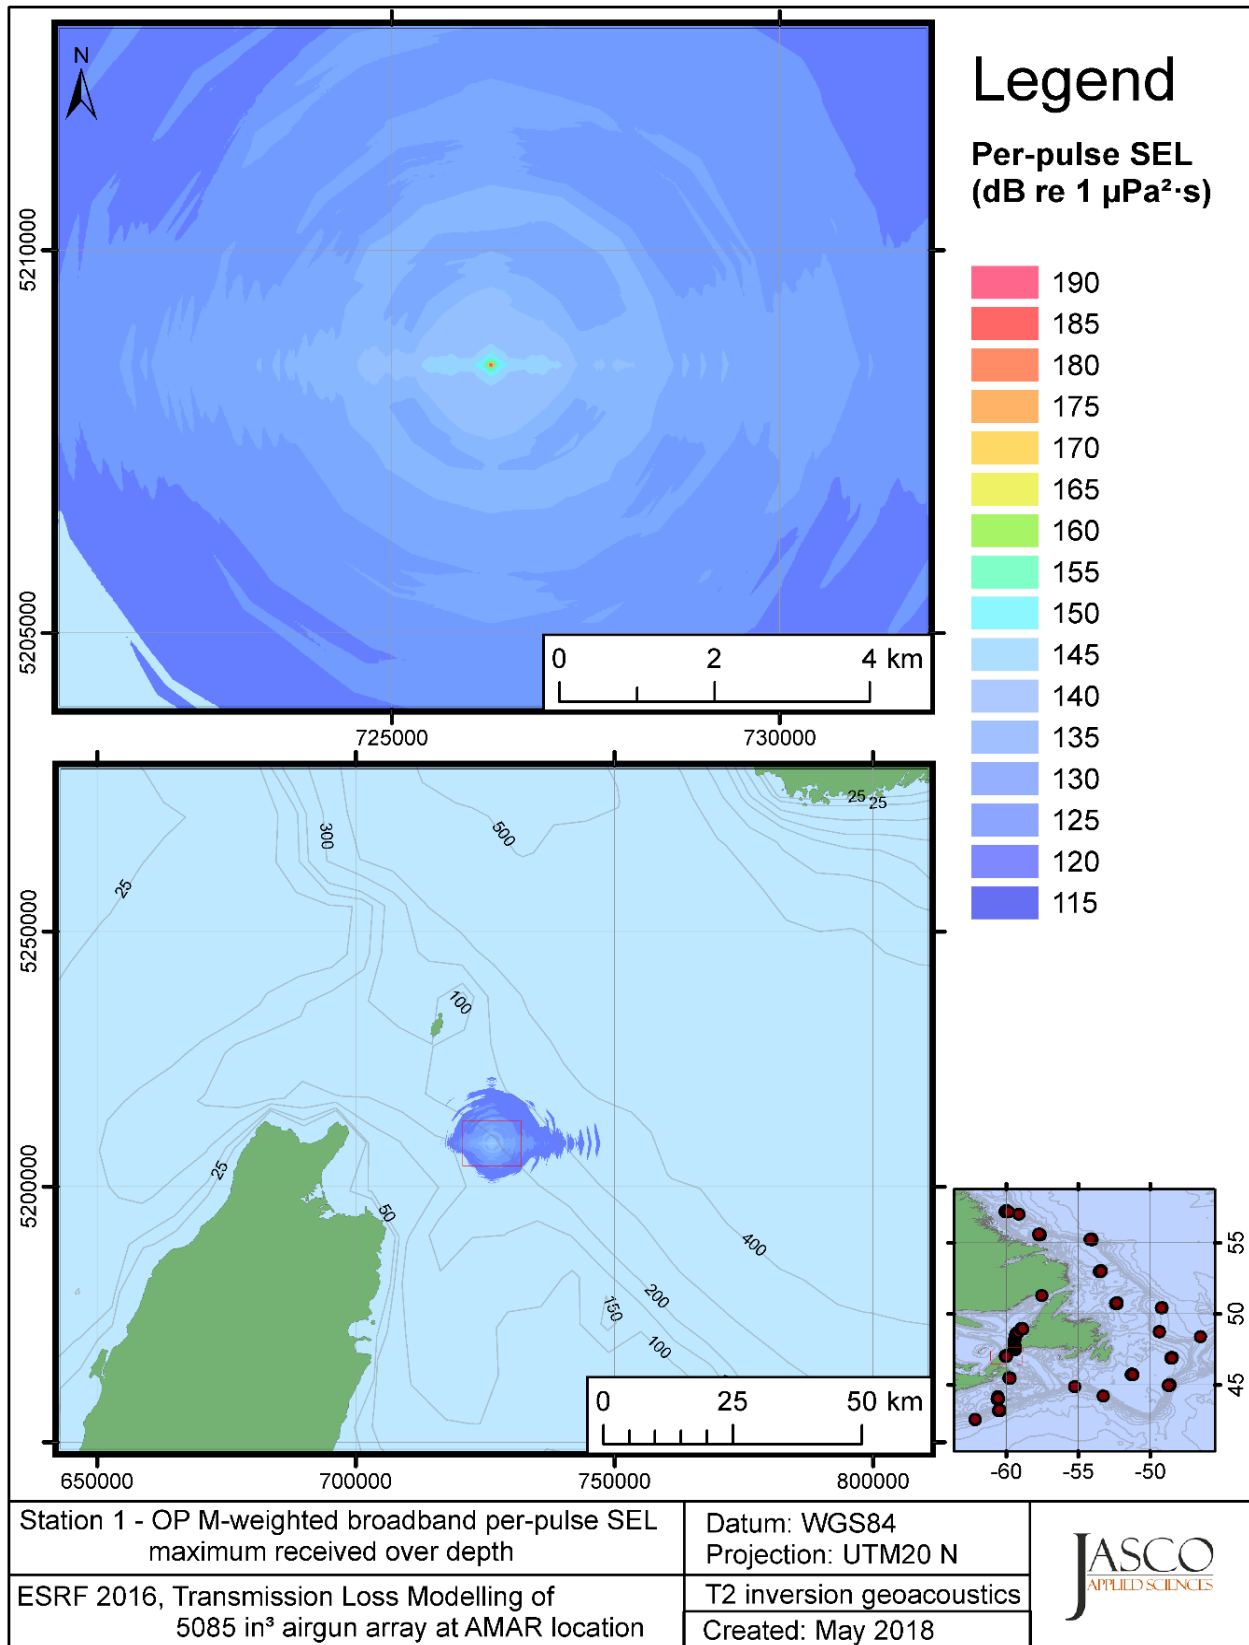 N
5210000
5205000
0 2 4 km
725000 730000
Legend
Per-pulse SEL
(dB re 1 µPa²·s)
190
185
180
175
170
165
160
155
150
145
140
135
130
125
120
115
25 25
300
500
25
100
25
50
400
200
150
100
5250000
5200000
0 25 50 km
650000 700000 750000 800000
55
50
45
-60 -55 -50
Station 1 - OP M-weighted broadband per-pulse SEL
maximum received over depth
ESRF 2016, Transmission Loss Modelling of
5085 in³ airgun array at AMAR location
Datum: WGS84
Projection: UTM20 N
T2 inversion geoacoustics
Created: May 2018
JASCO
APPLIED SCIENCES